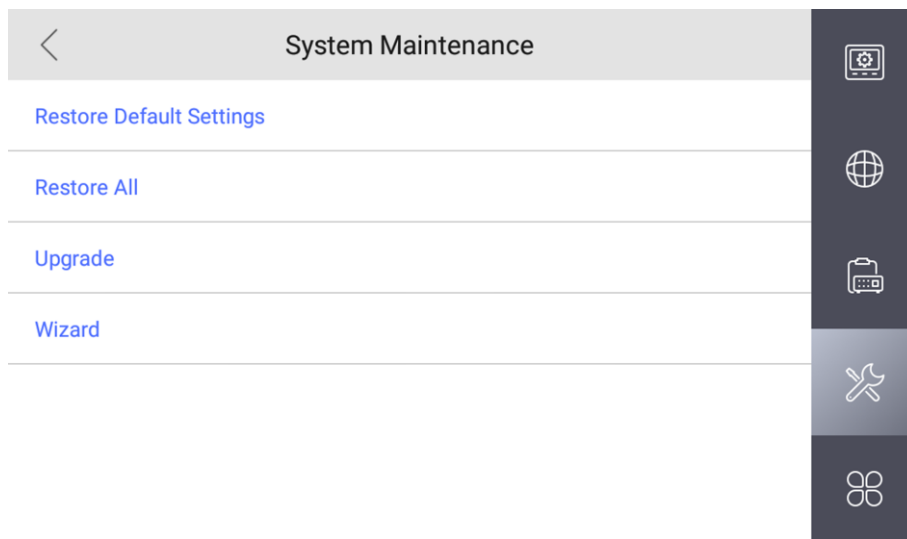 System Maintenance
Restore Default Settings
Restore All
Upgrade
Wizard